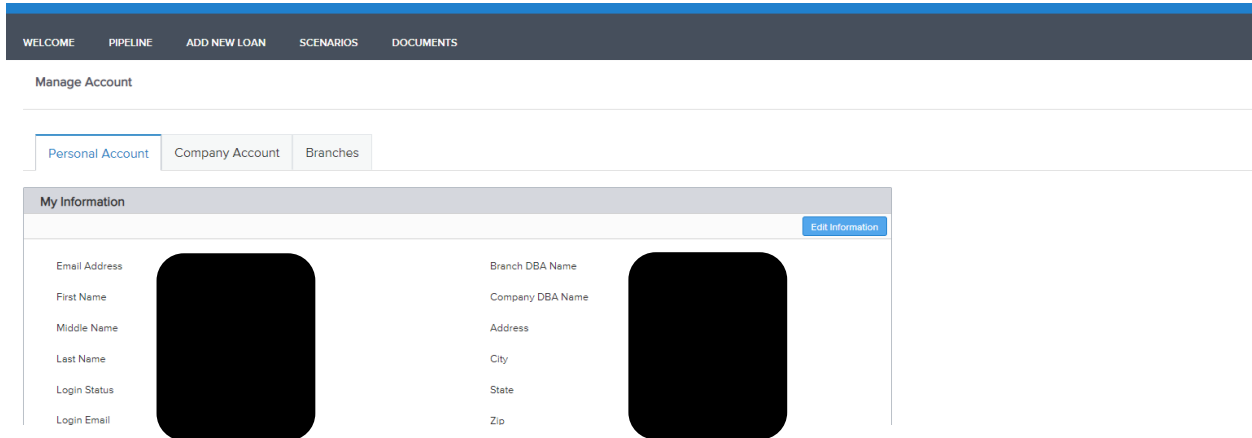 WELCOME PIPELINE ADD NEW LOAN SCENARIOS DOCUMENTS
Manage Account
Personal Account Company Account Branches
My Information
Edit Information
Email Address Branch DBA Name
First Name Company DBA Name
Middle Name Address
Last Name City
Login Status State
Login Email Zip